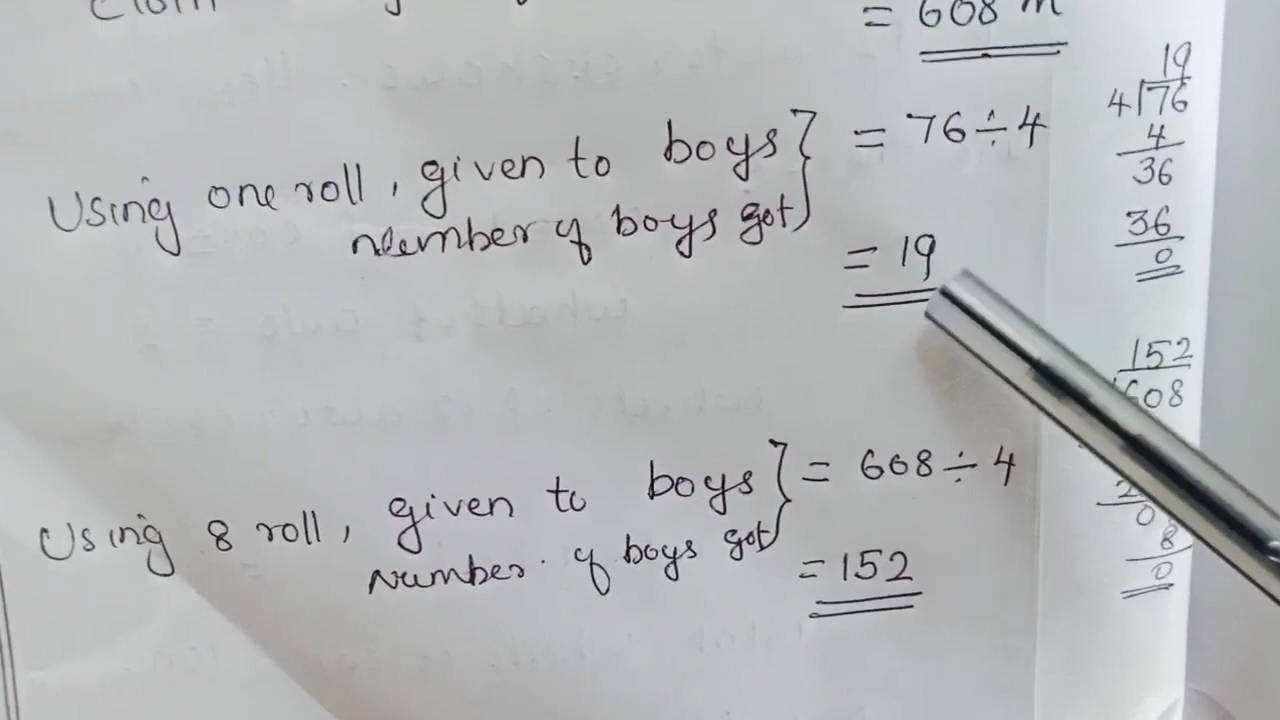 = 608 m
Using one roll, given to boys } = 76 ÷ 4
number of boys got
= 19
19
4 76
4
36
36
0
Using 8 roll, given to boys } = 608 ÷ 4
number. of boys got
= 152
152
608
2
0
8
0